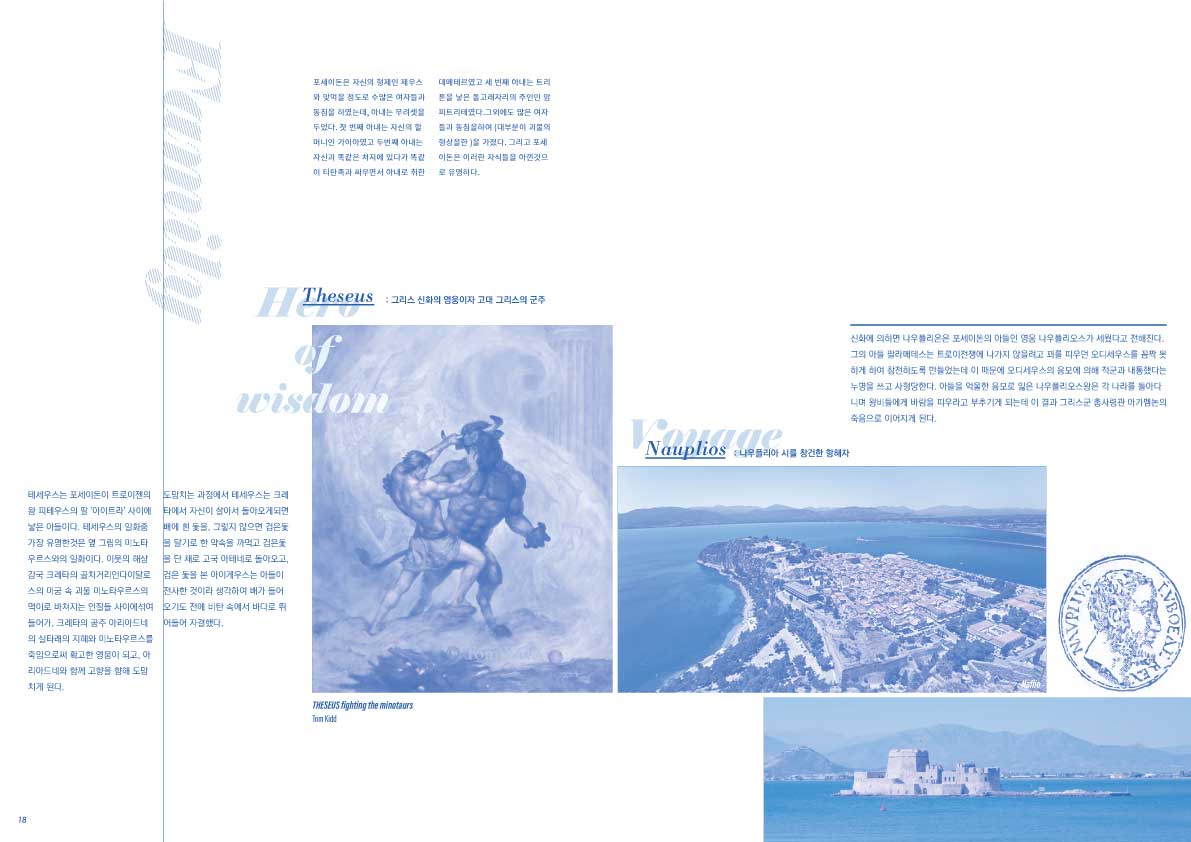 Familay
포세이돈은 자신의 형제인 제우스
와 맞먹을 정도로 수많은 여자들과
동침을 하였는데, 아내는 무려셋을
두었다. 첫 번째 아내는 자신의 할
머니인 가이아였고 두번째 아내는
자신과 똑같은 처지에 있다가 똑같
이 티탄족과 싸우면서 아내로 취한
데메테르였고 세 번째 아내는 트리
톤을 낳은 돌고래자리의 주인인 암
피트리테였다.그외에도 많은 여자
들과 동침을하여 (대부분이 괴물의
형상을한 )을 가졌다. 그리고 포세
이돈은 이러한 자식들을 아낀것으
로 유명하다.
Hero
of
wisdom
Theseus : 그리스 신화의 영웅이자 고대 그리스의 군주
테세우스는 포세이돈이 트로이젠의
왕 피테우스의 딸 '아이트라' 사이에
낳은 아들이다. 테세우스의 일화중
가장 유명한것은 옆 그림의 미노타
우르스와의 일화이다. 이웃의 해상
강국 크레타의 골치거리인다이달로
스의 미궁 속 괴물 미노타우르스의
먹이로 바쳐지는 인질들 사이에섞여
들어가, 크레타의 공주 아리아드네
의 실타래의 지혜와 미노타우르스를
죽임으로써 확고한 영웅이 되고, 아
리아드네와 함께 고향을 향해 도망
치게 된다.
도망치는 과정에서 테세우스는 크레
타에서 자신이 살아서 돌아오게되면
배에 흰 돛을, 그렇지 않으면 검은돛
을 달기로 한 약속을 까먹고 검은돛
을 단 채로 고국 아테네로 돌아오고,
검은 돛을 본 아이게우스는 아들이
전사한 것이라 생각하여 배가 들어
오기도 전에 비탄 속에서 바다로 뛰
어들어 자결했다.
THESEUS fighting the minotaurs
Tom Kidd
Voyage
Nauplios : 나우플리아 시를 창건한 항해자
신화에 의하면 나우플리온은 포세이돈의 아들인 영웅 나우플리오스가 세웠다고 전해진다.
그의 아들 팔라메데스는 트로이전쟁에 나가지 않을려고 꾀를 피우던 오디세우스를 꼼짝 못
하게 하여 참전하도록 만들었는데 이 때문에 오디세우스의 음모에 의해 적군과 내통했다는
누명을 쓰고 사형당한다. 아들을 억울한 음모로 잃은 나우플리오스왕은 각 나라를 돌아다
니며 왕비들에게 바람을 피우라고 부추기게 되는데 이 결과 그리스군 총사령관 아가멤논의
죽음으로 이어지게 된다.
Nafllo
NAVPLIVS EVBOEAE REX
18